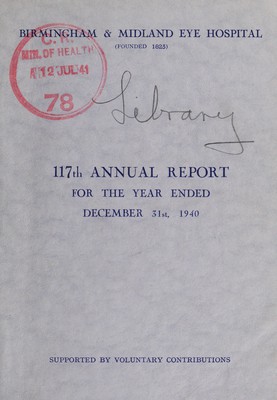 BIRMINGHAM & MIDLAND EYE HOSPITAL
(FOUNDED 1823)
C. R.
MIN. OF HEALTH
12 JUL 41
78
Library
117th ANNUAL REPORT
FOR THE YEAR ENDED
DECEMBER 31st, 1940
SUPPORTED BY VOLUNTARY CONTRIBUTIONS